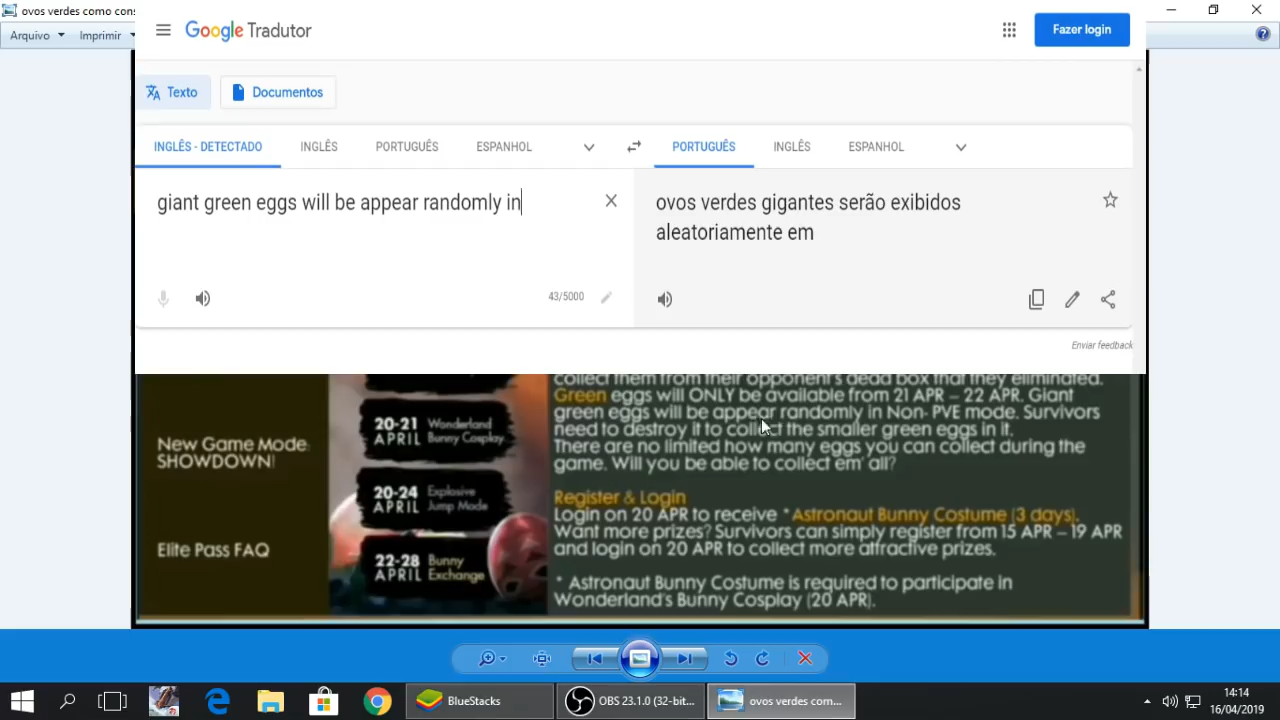 ovos verdes como cons
Arquivo
Imprimir
Google Tradutor
Fazer login
Texto
Documentos
INGLÊS - DETECTADO
INGLÊS
PORTUGUÊS
ESPANHOL
PORTUGUÊS
INGLÊS
ESPANHOL
giant green eggs will be appear randomly in
43/5000
ovos verdes gigantes serão exibidos
aleatoriamente em
Enviar feedback
New Game Mode:
SHOWDOWN!
Elite Pass FAQ
20-21
APRIL
Wonderland
Bunny Cosplay
20-24
APRIL
Explosive
Jump Mode
22-28
APRIL
Bunny
Exchange
collect them from their opponent's dead box that they eliminated.
Green eggs will ONLY be available from 21 APR – 22 APR. Giant
green eggs will be appear randomly in Non- PVE mode. Survivors
need to destroy it to collect the smaller green eggs in it.
There are no limited how many eggs you can collect during the
game. Will you be able to collect em' all?
Register & Login
Login on 20 APR to receive *Astronaut Bunny Costume (3 days).
Want more prizes? Survivors can simply register from 15 APR – 19 APR
and login on 20 APR to collect more attractive prizes.
* Astronaut Bunny Costume is required to participate in
Wonderland's Bunny Cosplay (20 APR).
BlueStacks
OBS 23.1.0 (32-bit...
ovos verdes com...
14:14
16/04/2019